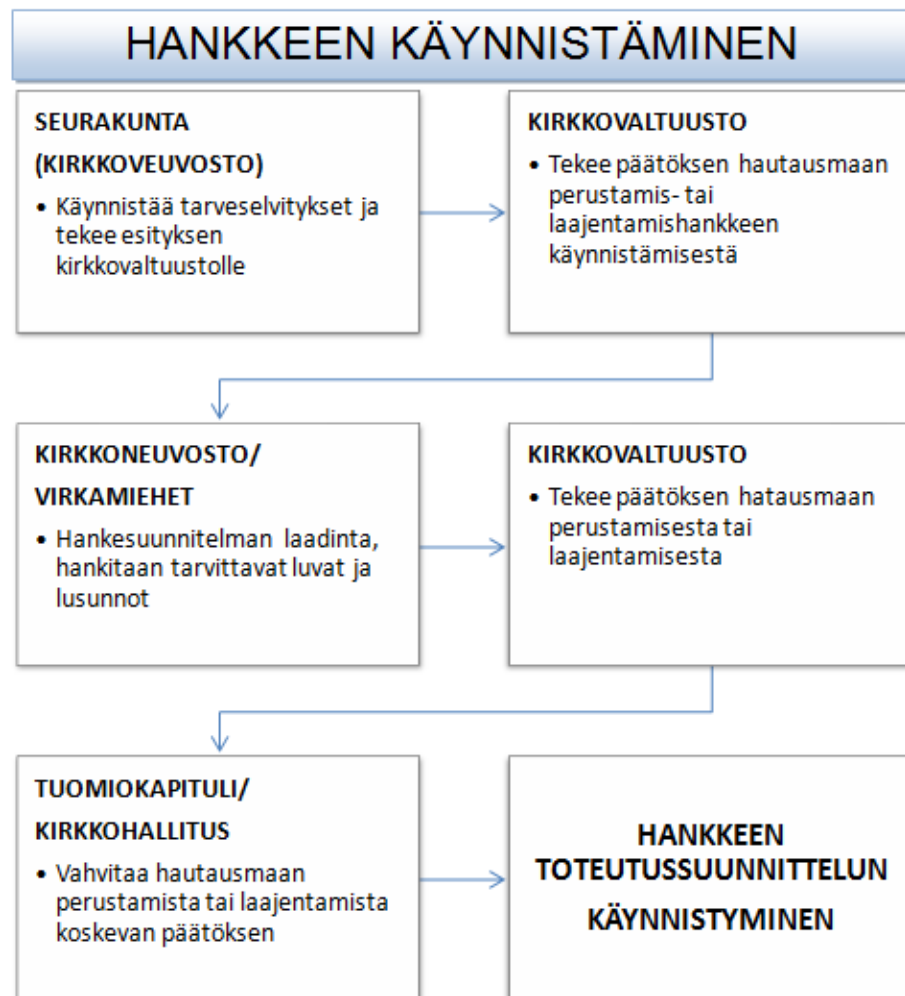 HANKKEEN KÄYNNISTÄMINEN
SEURAKUNTA
(KIRKKOVEUVOSTO)
• Käynnistää tarveselvitykset ja
tekee esityksen
kirkkovaltuustolle
KIRKKOVALTUUSTO
• Tekee päätöksen hautausmaan
perustamis- tai
laajentamishankkeen
käynnistämisestä
KIRKKONEUVOSTO/
VIRKAMIEHET
• Hankesuunnitelman laadinta,
hankitaan tarvittavat luvat ja
lusunnot
KIRKKOVALTUUSTO
• Tekee päätöksen hatausmaan
perustamisesta tai
laajentamisesta
TUOMIOKAPITULI/
KIRKKOHALLITUS
• Vahvitaa hautausmaan
perustamista tai laajentamista
koskevan päätöksen
HANKKEEN
TOTEUTUSSUUNNITTELUN
KÄYNNISTYMINEN